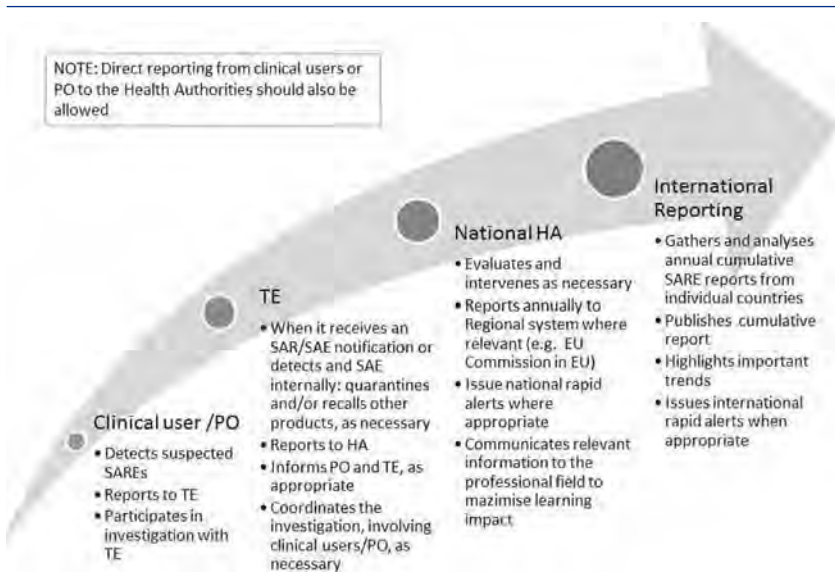 NOTE: Direct reporting from clinical users or
PO to the Health Authorities should also be
allowed
Clinical user /PO
• Detects suspected
SAREs
• Reports to TE
• Participates in
investigation with
TE
TE
• When it receives an
SAR/SAE notification or
detects and SAE
internally: quarantines
and/or recalls other
products, as necessary
• Reports to HA
• Informs PO and TE, as
appropriate
• Coordinates the
investigation, involving
clinical users/PO, as
necessary
National HA
• Evaluates and
intervenes as necessary
• Reports annually to
Regional system where
relevant (e.g. EU
Commission in EU)
• Issue national rapid
alerts where
appropriate
• Communicates relevant
information to the
professional field to
mazimise learning
impact
International
Reporting
• Gathers and analyses
annual cumulative
SARE reports from
individual countries
• Publishes cumulative
report
• Highlights important
trends
• Issues international
rapid alerts when
appropriate